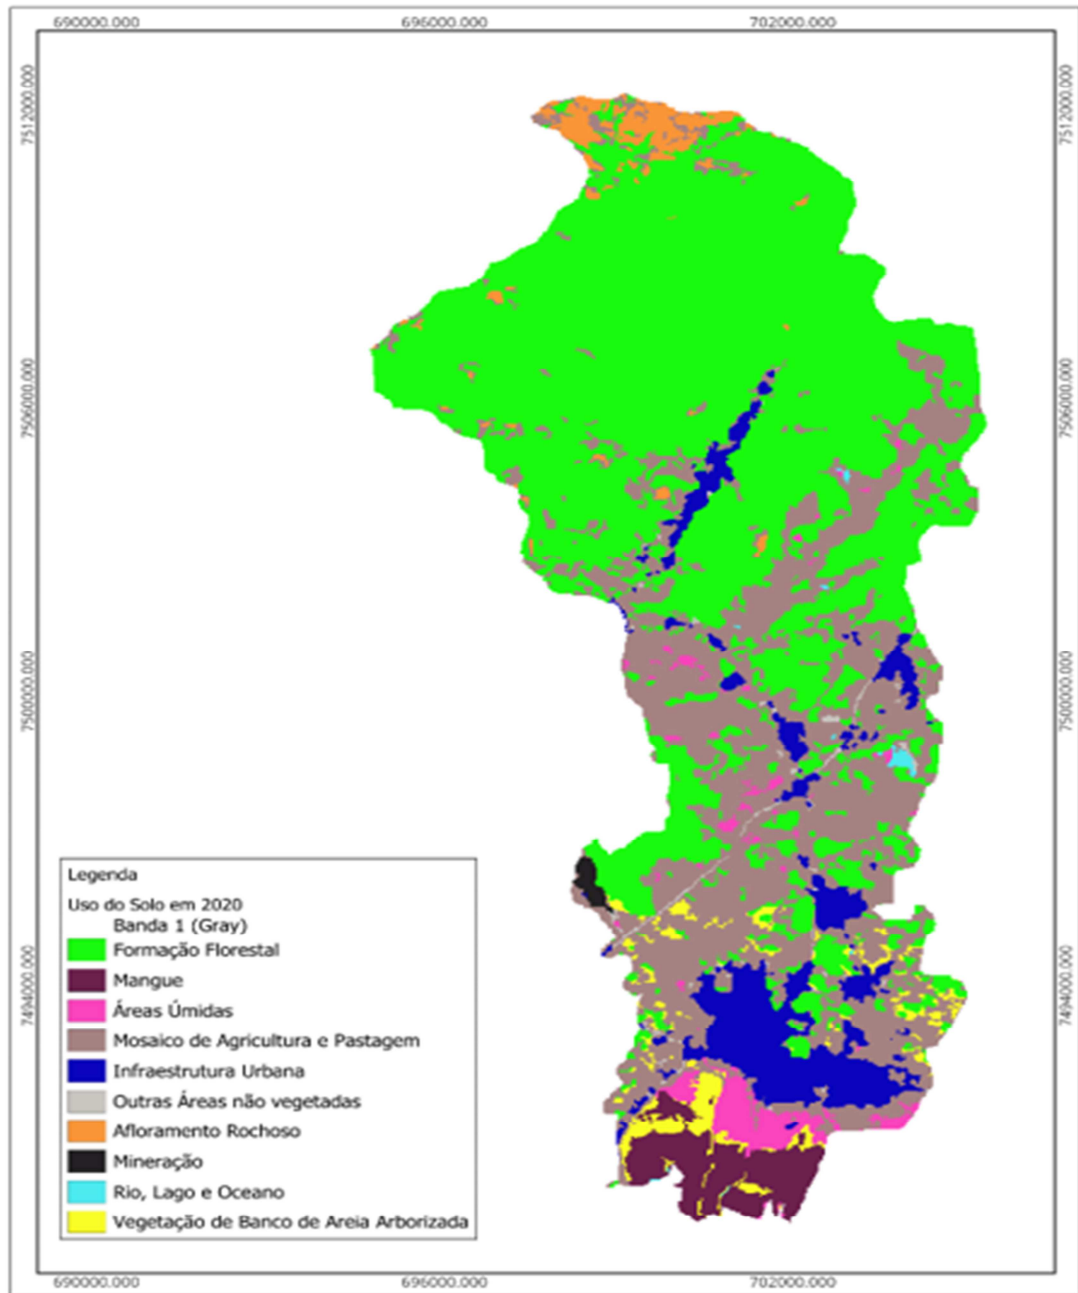 690000.000 696000.000 702000.000
7512000.000 7512000.000
7506000.000 7506000.000
7500000.000 7500000.000
7494000.000 7494000.000
Legenda
Uso do Solo em 2020
Banda 1 (Gray)
Formação Florestal
Mangue
Áreas Úmidas
Mosaico de Agricultura e Pastagem
Infraestrutura Urbana
Outras Áreas não vegetadas
Afloramento Rochoso
Mineração
Rio, Lago e Oceano
Vegetação de Banco de Areia Arborizada
690000.000 696000.000 702000.000